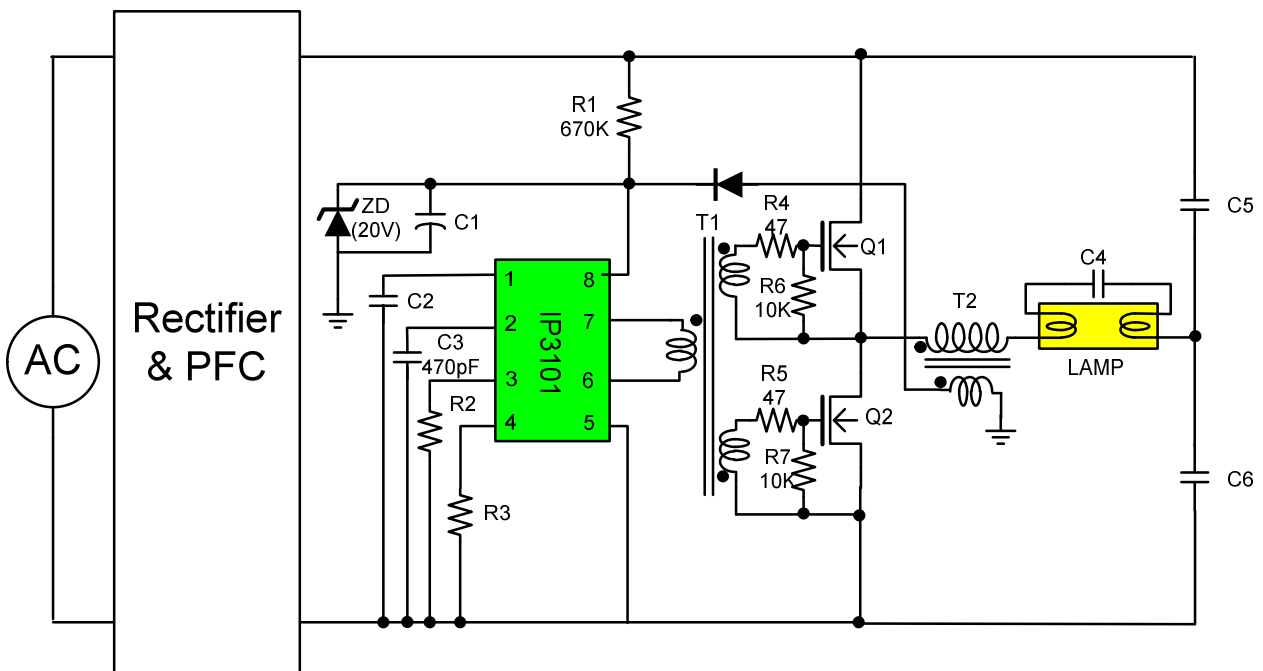 AC
Rectifier
& PFC
R1
670K
ZD
(20V)
C1
C2
C3
470pF
R2
R3
IP3101
1
2
3
4
8
7
6
5
T1
R4
47
R6
10K
Q1
R5
47
R7
10K
Q2
T2
C4
LAMP
C5
C6